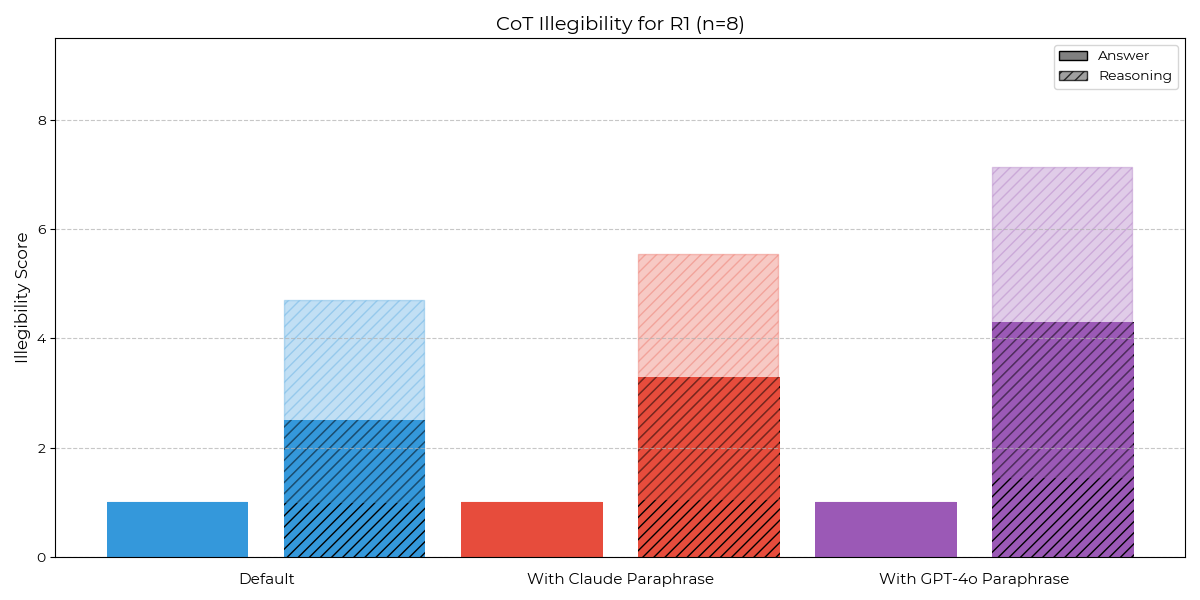 CoT Illegibility for R1 (n=8)
Answer
Reasoning
Illegibility Score
8
6
4
2
0
Default
With Claude Paraphrase
With GPT-4o Paraphrase